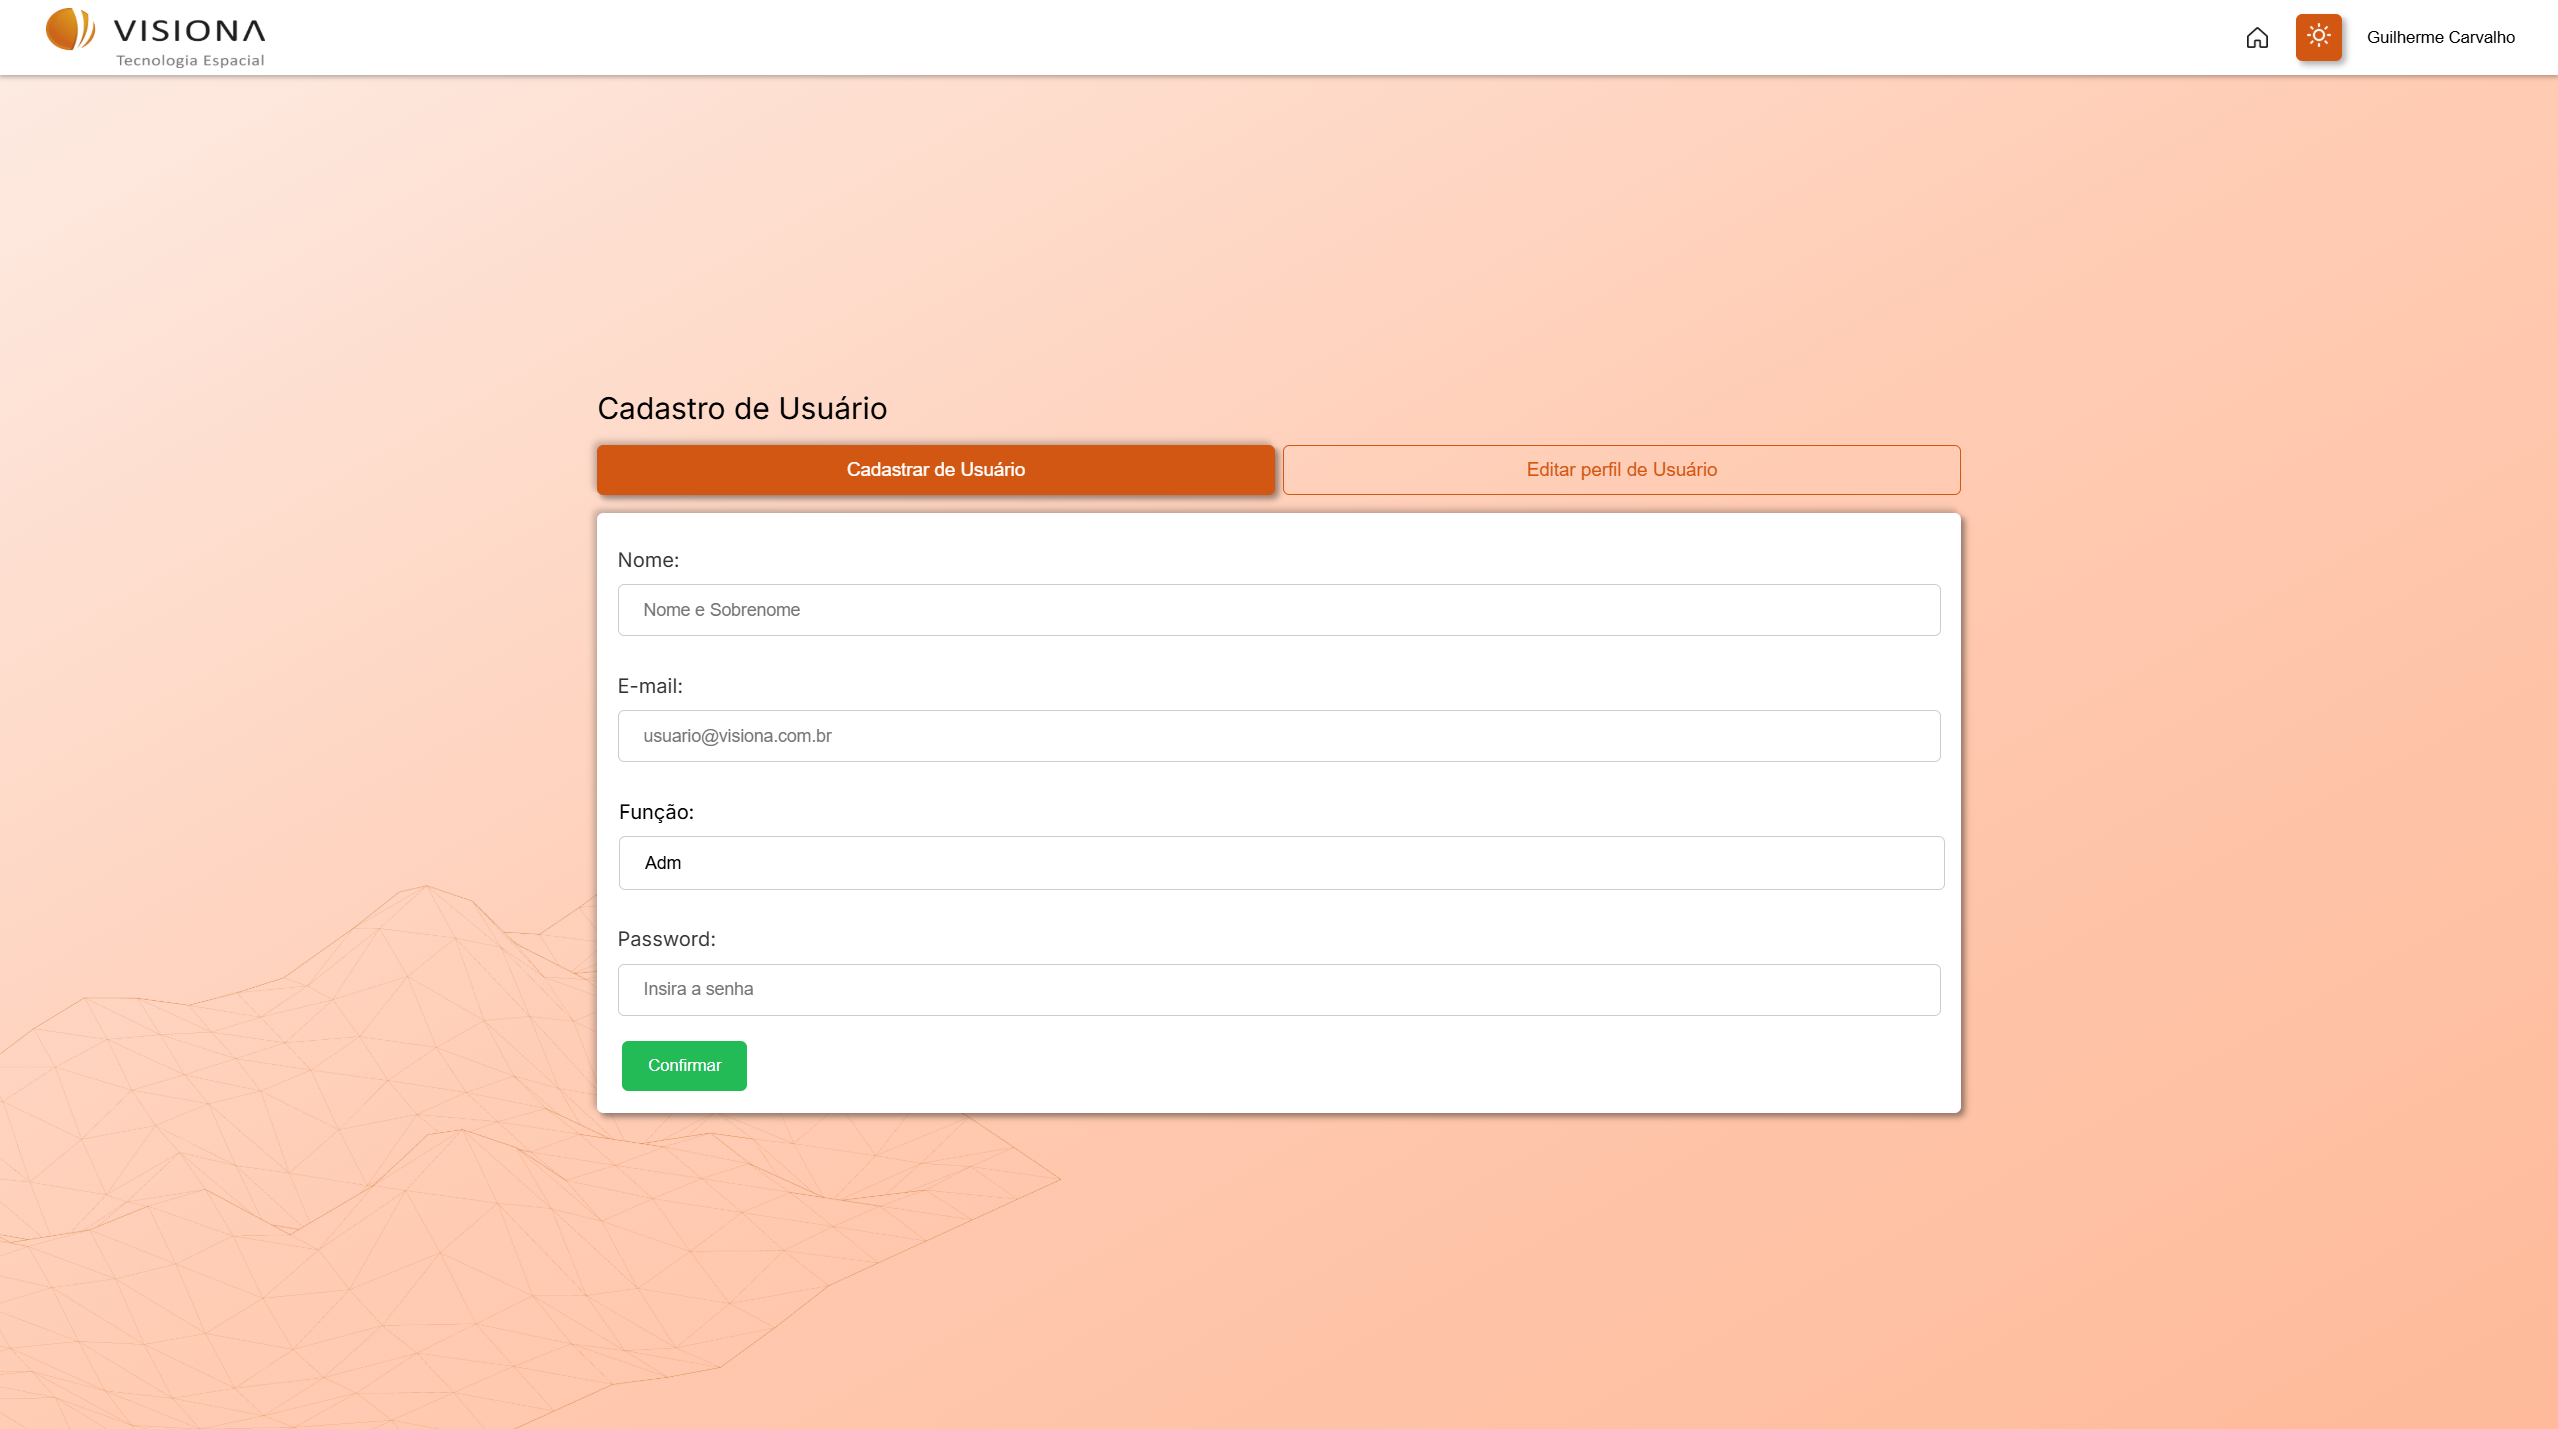 VISIONA
Tecnologia Espacial
Guilherme Carvalho
Cadastro de Usuário
Cadastrar de Usuário
Editar perfil de Usuário
Nome:
Nome e Sobrenome
E-mail:
usuario@visiona.com.br
Função:
Adm
Password:
Insira a senha
Confirmar